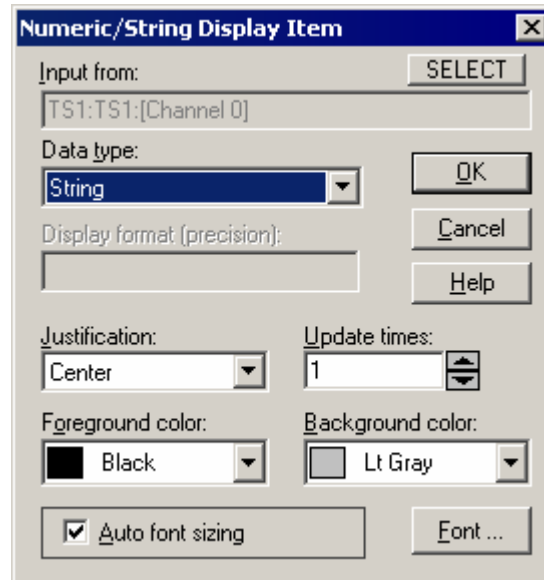 Numeric/String Display Item
Input from:
SELECT
TS1:TS1:[Channel 0]
Data type:
String
OK
Display format (precision):
Cancel
Help
Justification:
Update times:
Center
1
Foreground color:
Background color:
Black
Lt Gray
Auto font sizing
Font ...